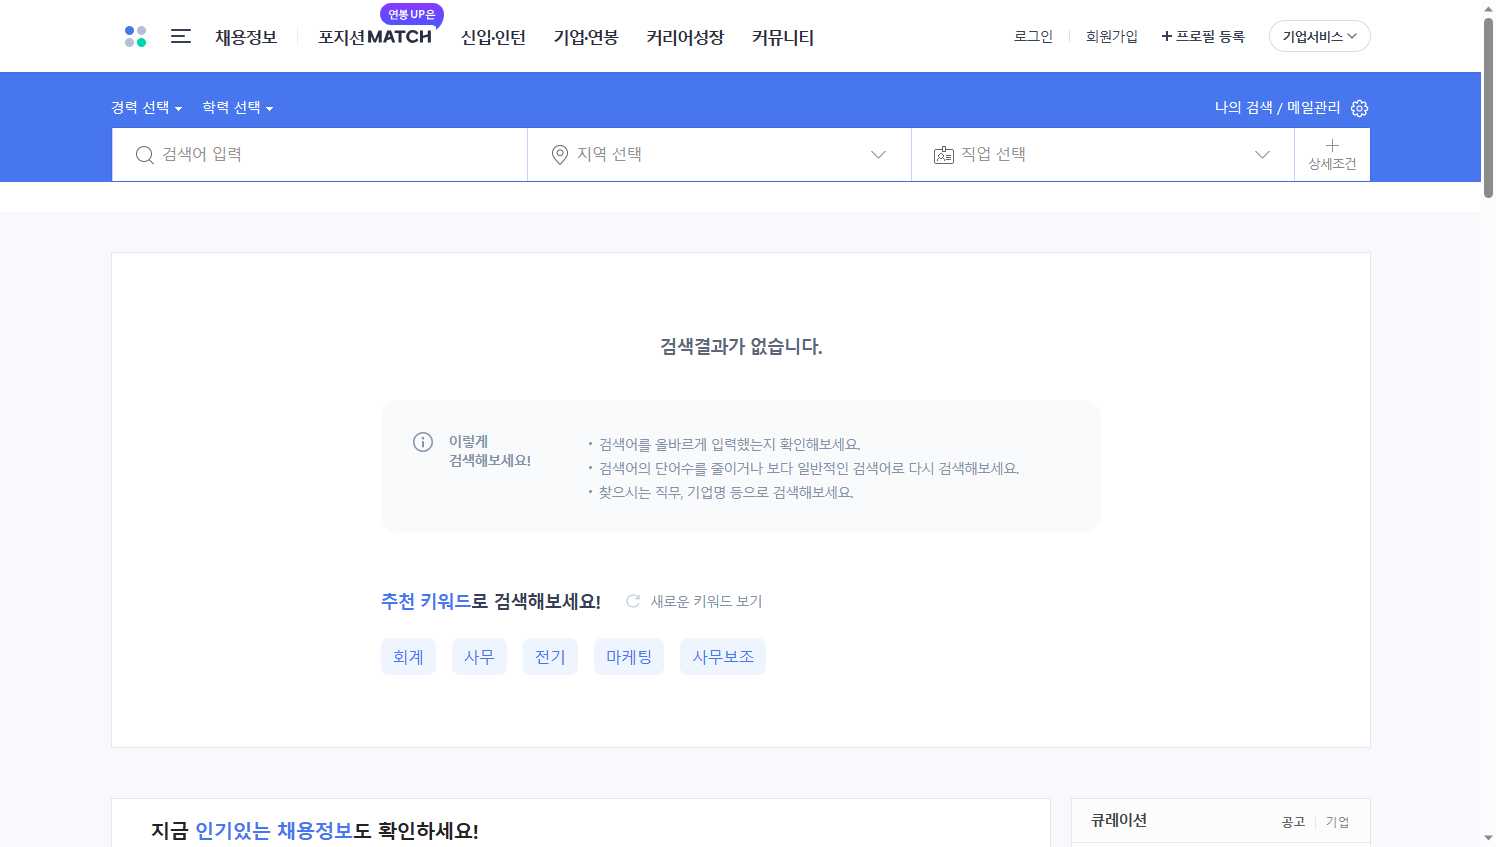 연봉 UP은
채용정보 포지션 MATCH 신입·인턴 기업·연봉 커리어성장 커뮤니티 로그인 회원가입 + 프로필 등록 기업서비스
경력 선택 학력 선택 나의 검색 / 메일관리
검색어 입력 지역 선택 직업 선택 상세조건
검색결과가 없습니다.
이렇게
검색해보세요!
· 검색어를 올바르게 입력했는지 확인해보세요.
· 검색어의 단어수를 줄이거나 보다 일반적인 검색어로 다시 검색해보세요.
· 찾으시는 직무, 기업명 등으로 검색해보세요.
추천 키워드로 검색해보세요! 새로운 키워드 보기
회계 사무 전기 마케팅 사무보조
지금 인기있는 채용정보도 확인하세요!
큐레이션 공고 기업